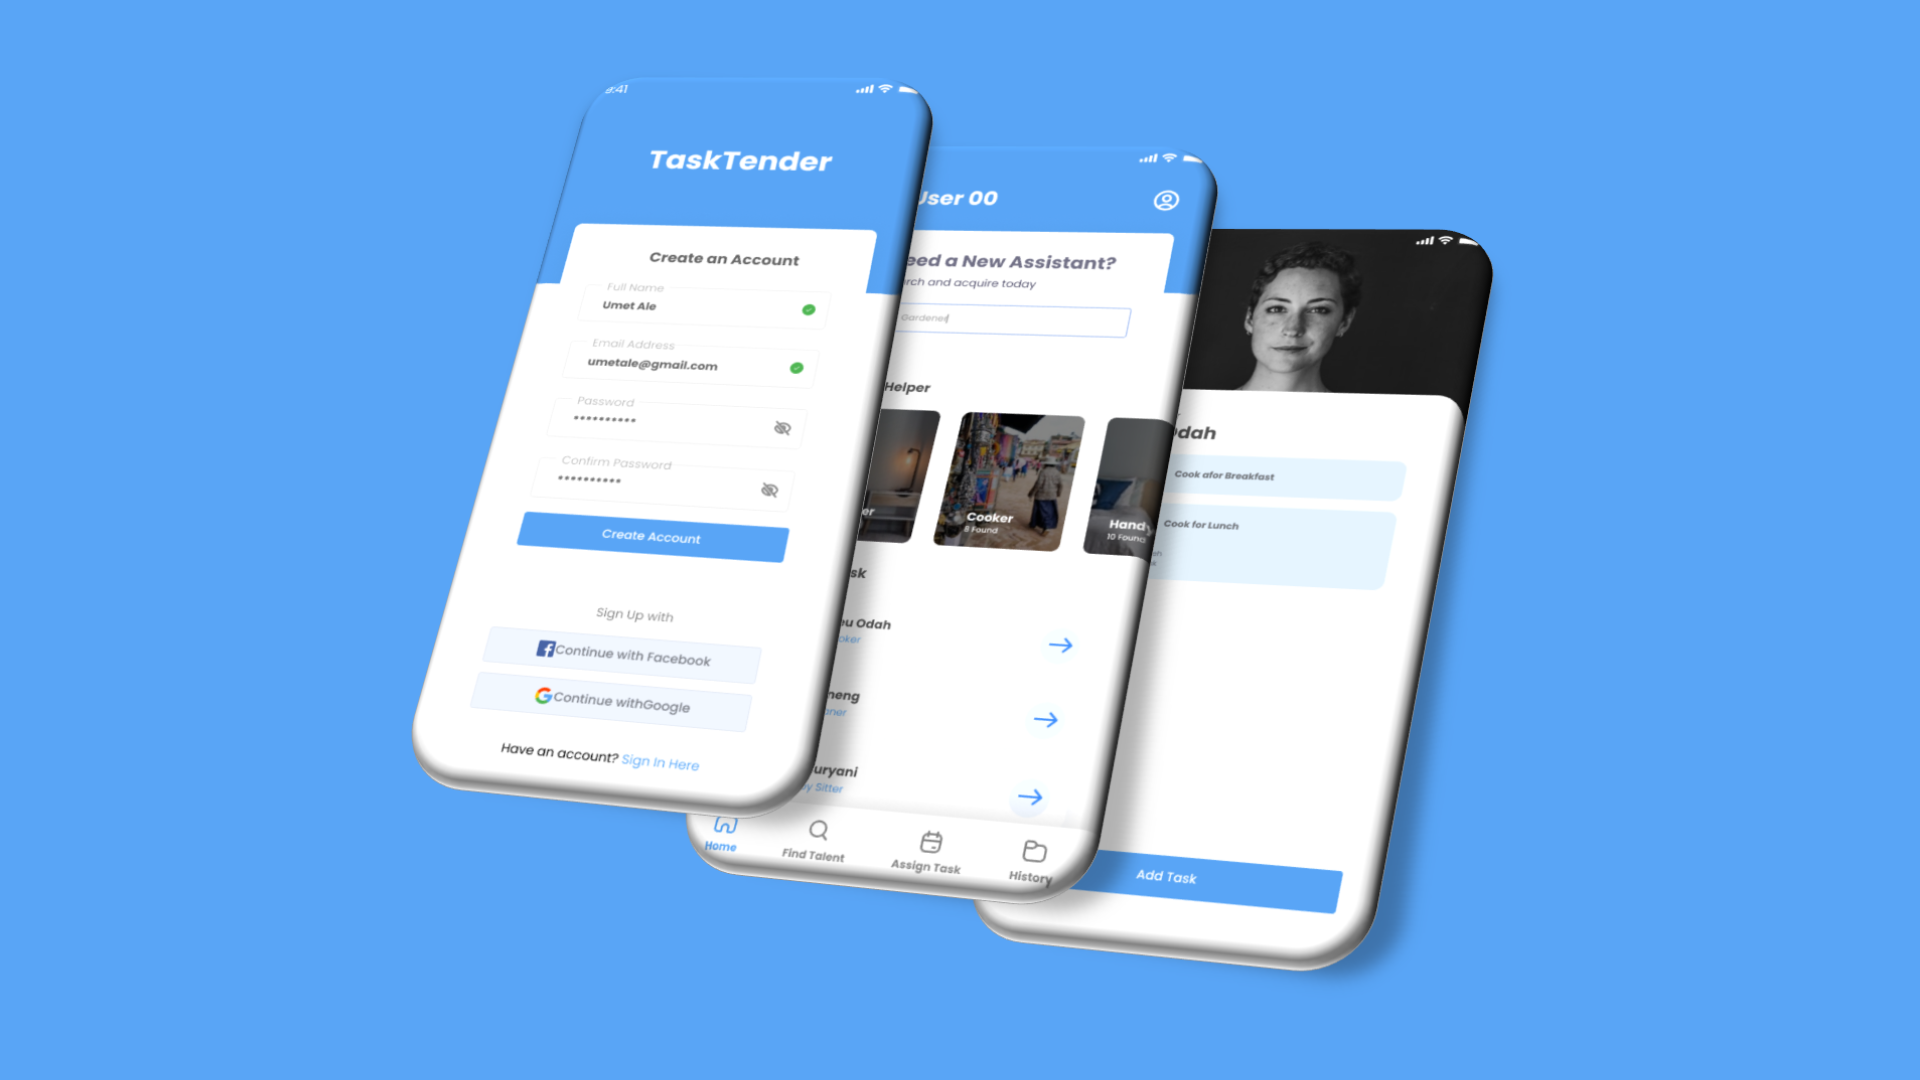 9:41
TaskTender
Create an Account
Full Name
Umet Ale
Email Address
umetale@gmail.com
Password
Confirm Password
Create Account
Sign Up with
Continue with Facebook
Continue withGoogle
Have an account? Sign In Here
User 00
eed a New Assistant?
rch and acquire today
Gardener
Helper
er
Cooker
8 Found
Handy
10 Found
sk
eu Odah
oker
neng
aner
uryani
y Sitter
Home
Find Talent
Assign Task
History
dah
Cook afor Breakfast
Cook for Lunch
Add Task